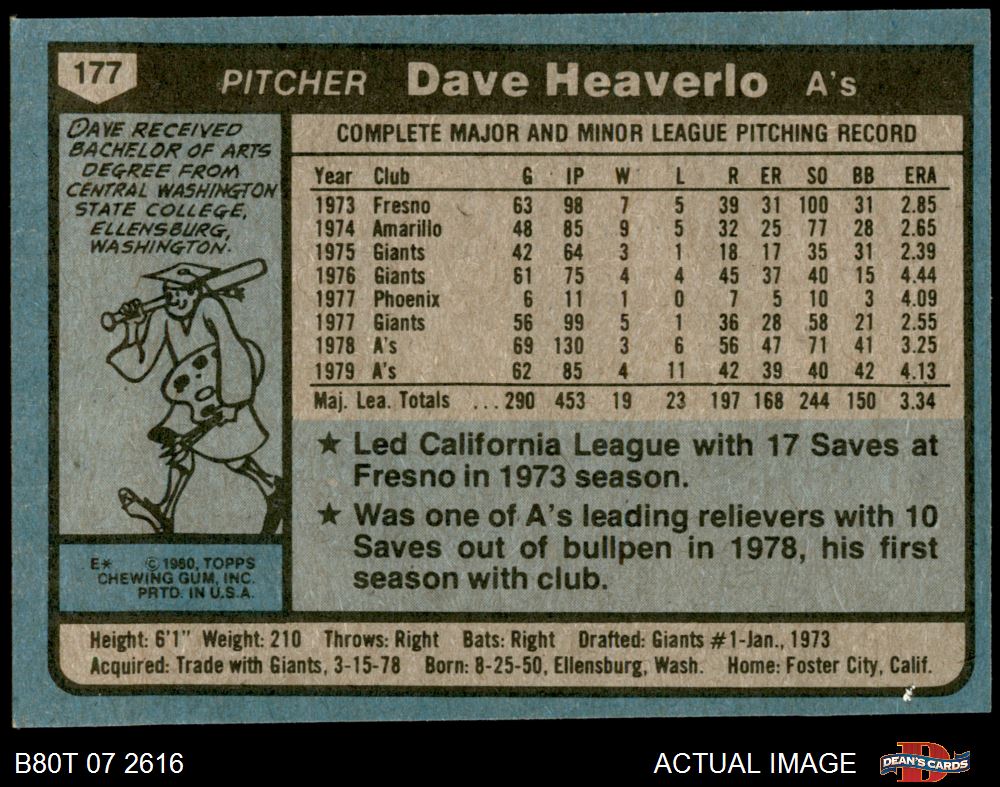 177
PITCHER Dave Heaverlo A's
DAVE RECEIVED
BACHELOR OF ARTS
DEGREE FROM
CENTRAL WASHINGTON
STATE COLLEGE,
ELLENSBURG,
WASHINGTON.
E* © 1980, TOPPS
CHEWING GUM, INC.
PRTD. IN U.S.A.
COMPLETE MAJOR AND MINOR LEAGUE PITCHING RECORD
Year Club G IP W L R ER SO BB ERA
1973 Fresno 63 98 7 5 39 31 100 31 2.85
1974 Amarillo 48 85 9 5 32 25 77 28 2.65
1975 Giants 42 64 3 1 18 17 35 31 2.39
1976 Giants 61 75 4 4 45 37 40 15 4.44
1977 Phoenix 6 11 1 0 7 5 10 3 4.09
1977 Giants 56 99 5 1 36 28 58 21 2.55
1978 A's 69 130 3 6 56 47 71 41 3.25
1979 A's 62 85 4 11 42 39 40 42 4.13
Maj. Lea. Totals ...290 453 19 23 197 168 244 150 3.34
★ Led California League with 17 Saves at
Fresno in 1973 season.
★ Was one of A's leading relievers with 10
Saves out of bullpen in 1978, his first
season with club.
Height: 6'1" Weight: 210 Throws: Right Bats: Right Drafted: Giants #1-Jan., 1973
Acquired: Trade with Giants, 3-15-78 Born: 8-25-50, Ellensburg, Wash. Home: Foster City, Calif.
B80T 07 2616 ACTUAL IMAGE DEAN'S CARDS